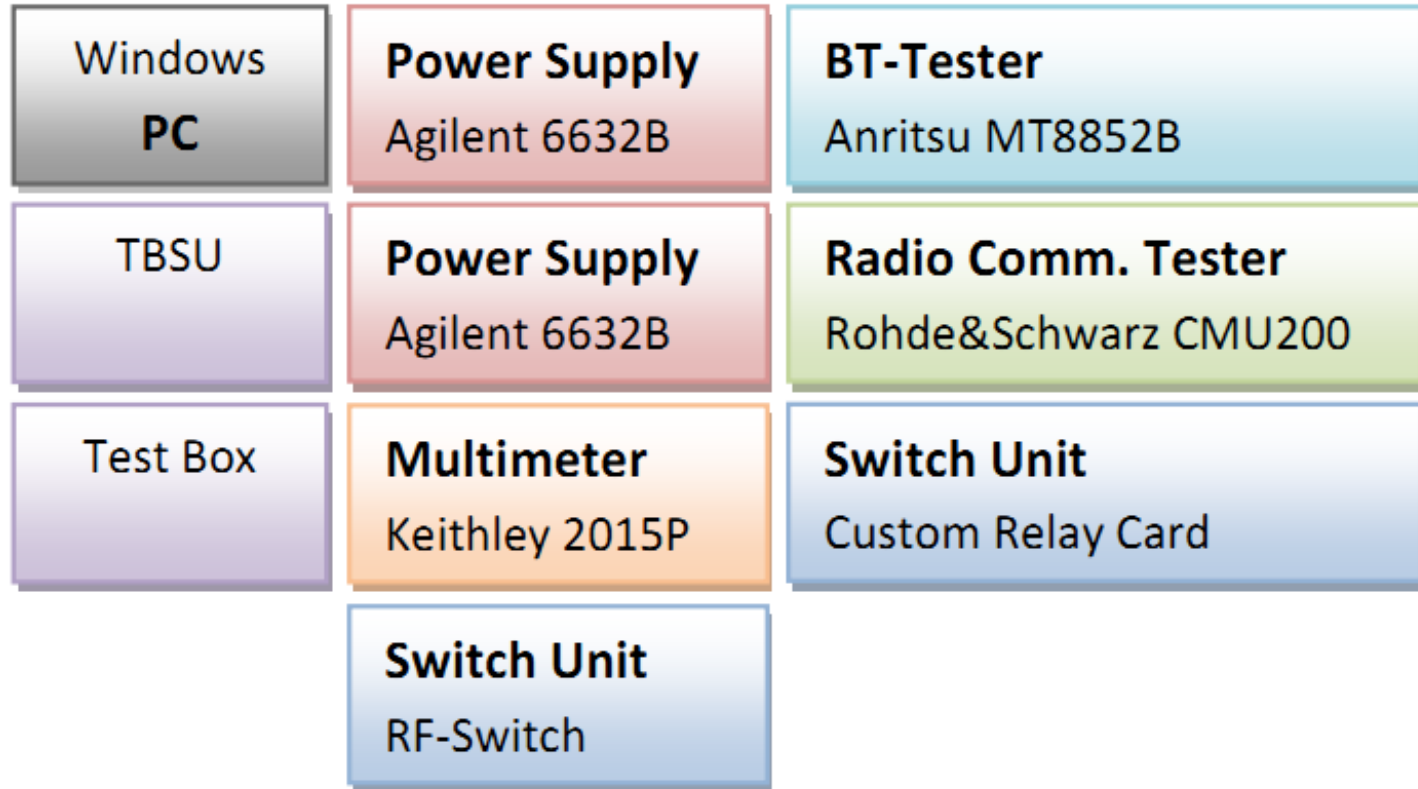 Windows
PC
Power Supply
Agilent 6632B
BT-Tester
Anritsu MT8852B
TBSU
Power Supply
Agilent 6632B
Radio Comm. Tester
Rohde&Schwarz CMU200
Test Box
Multimeter
Keithley 2015P
Switch Unit
Custom Relay Card
Switch Unit
RF-Switch